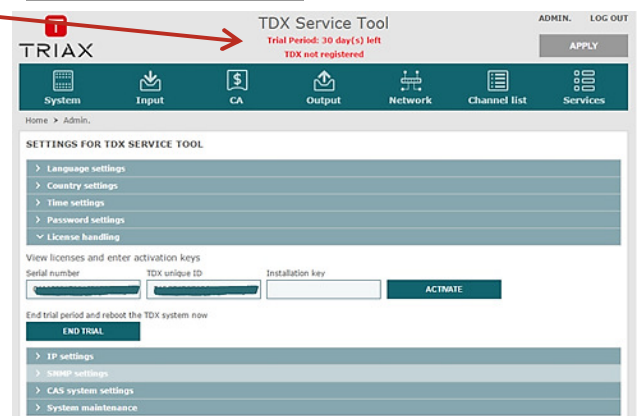 TDX Service Tool
ADMIN. LOG OUT
TRIAX
Trial Period: 30 day(s) left
TDX not registered
APPLY
System Input CA Output Network Channel list Services
Home > Admin.
SETTINGS FOR TDX SERVICE TOOL
> Language settings
> Country settings
> Time settings
> Password settings
License handling
View licenses and enter activation keys
Serial number TDX unique ID Installation key
ACTIVATE
End trial period and reboot the TDX system now
END TRIAL
> IP settings
> SNMP settings
> CAS system settings
> System maintenance